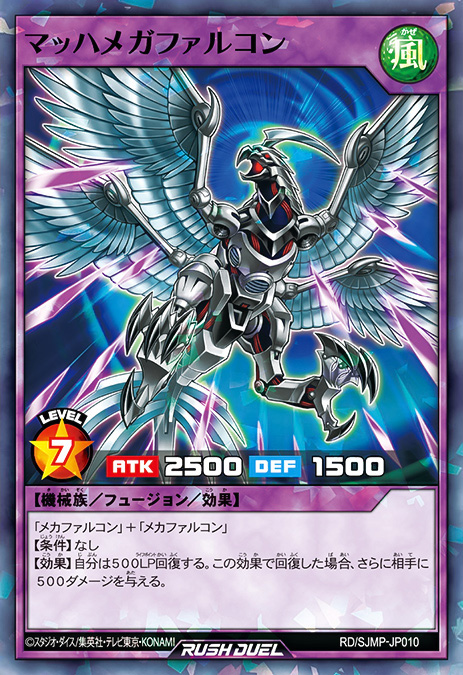 マッハメガファルコン
かぜ
風
LEVEL
7
ATK 2500 DEF 1500
【機械族／フュージョン／効果】
「メカファルコン」＋「メカファルコン」
【条件】なし
【効果】自分は５００LP回復する。この効果で回復した場合、さらに相手に
５００ダメージを与える。
©スタジオ・ダイス/集英社・テレビ東京・KONAMI
RUSH DUEL
RD/SJMP-JP010